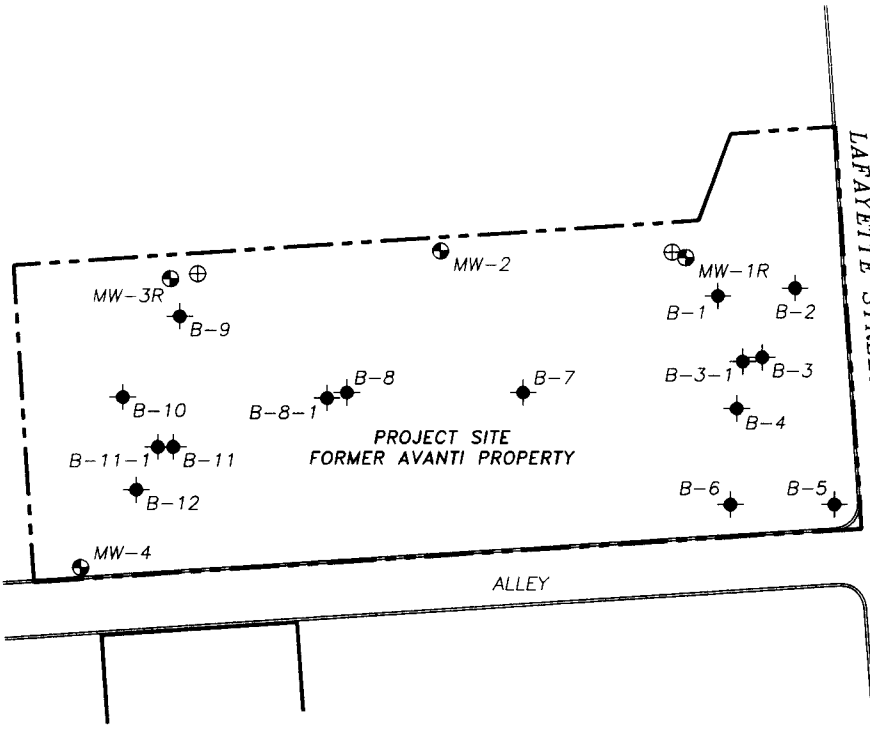 LAFAYETTE
MW-2
MW-1R
MW-3R
B-1
B-2
B-9
B-3
B-3-1
B-8
B-7
B-10
B-8-1
B-4
PROJECT SITE
FORMER AVANTI PROPERTY
B-11-1
B-11
B-12
B-6
B-5
MW-4
ALLEY